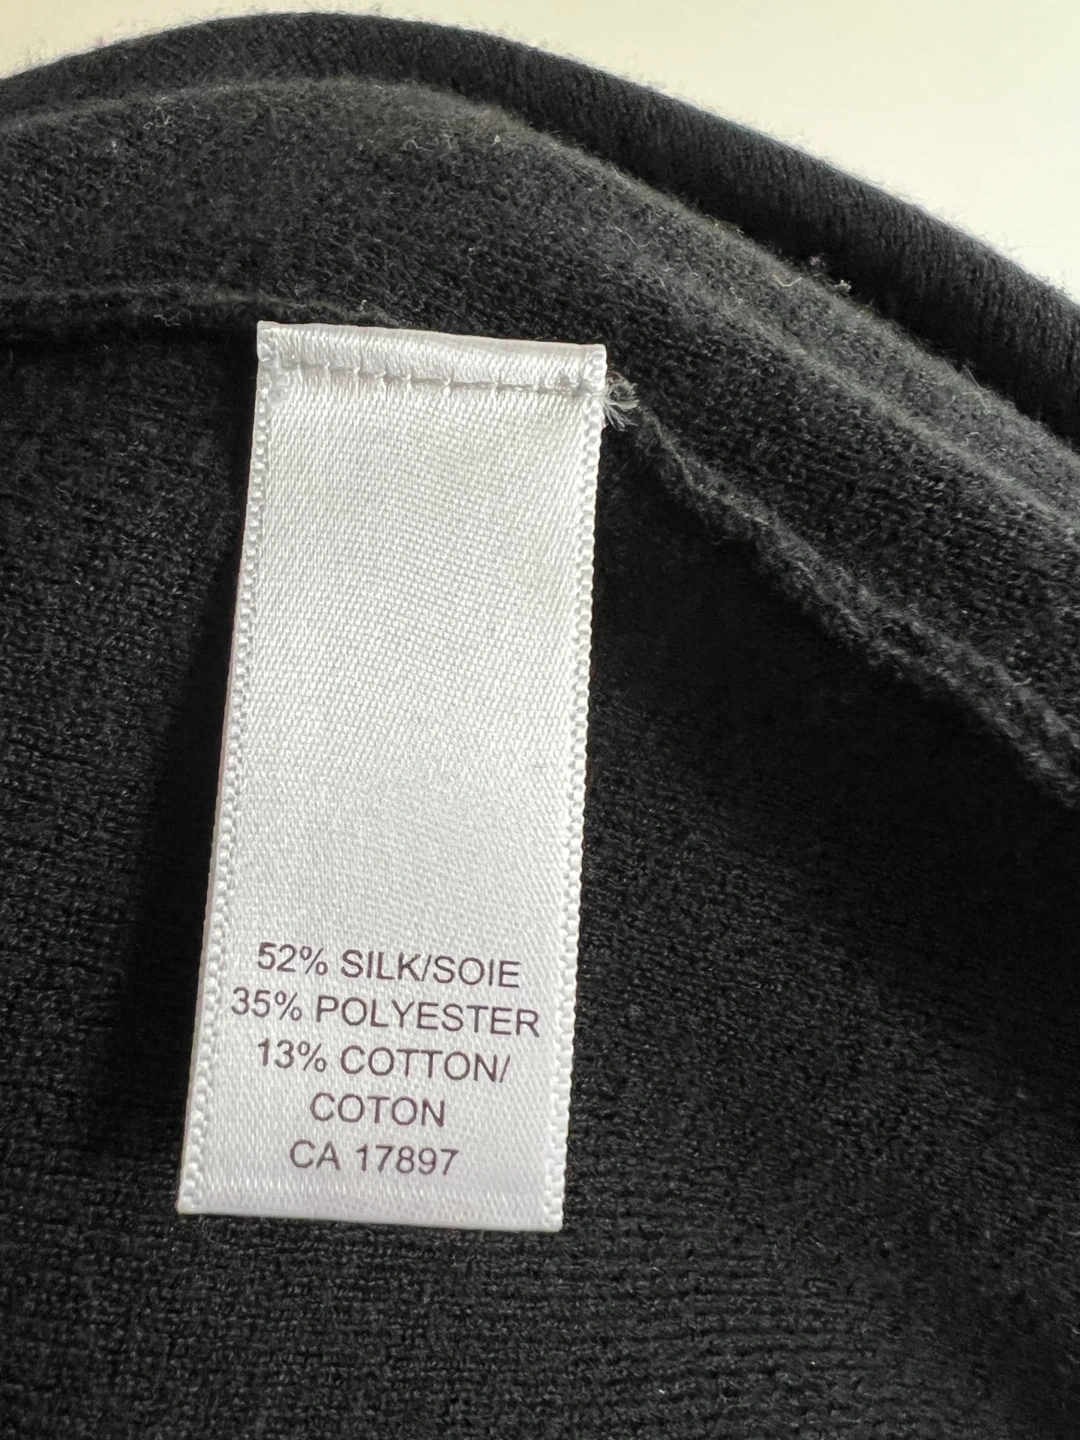 52% SILK/SOIE
35% POLYESTER
13% COTTON/
COTON
CA 17897